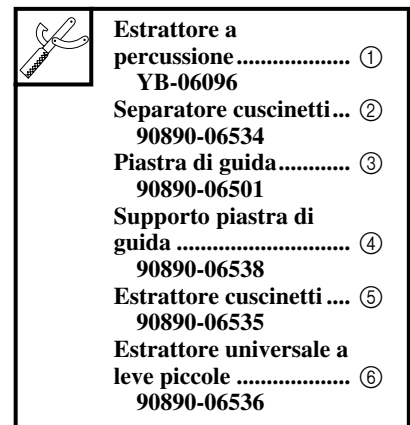 Estrattore a
percussione................... ①
YB-06096
Separatore cuscinetti... ②
90890-06534
Piastra di guida............ ③
90890-06501
Supporto piastra di
guida ............................. ④
90890-06538
Estrattore cuscinetti .... ⑤
90890-06535
Estrattore universale a
leve piccole ................... ⑥
90890-06536